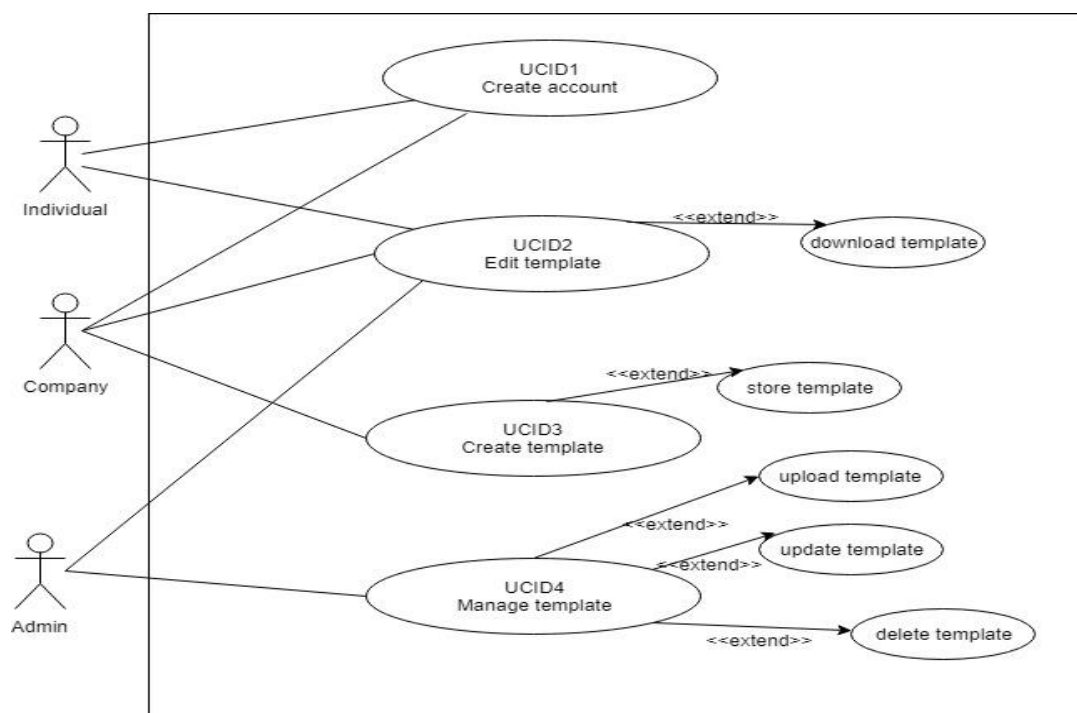 UCID1
Create account
Individual
<<extend>>
UCID2
Edit template
download template
Company
<<extend>>
store template
UCID3
Create template
upload template
<<extend>>
update template
<<extend>>
UCID4
Manage template
Admin
<<extend>>
delete template